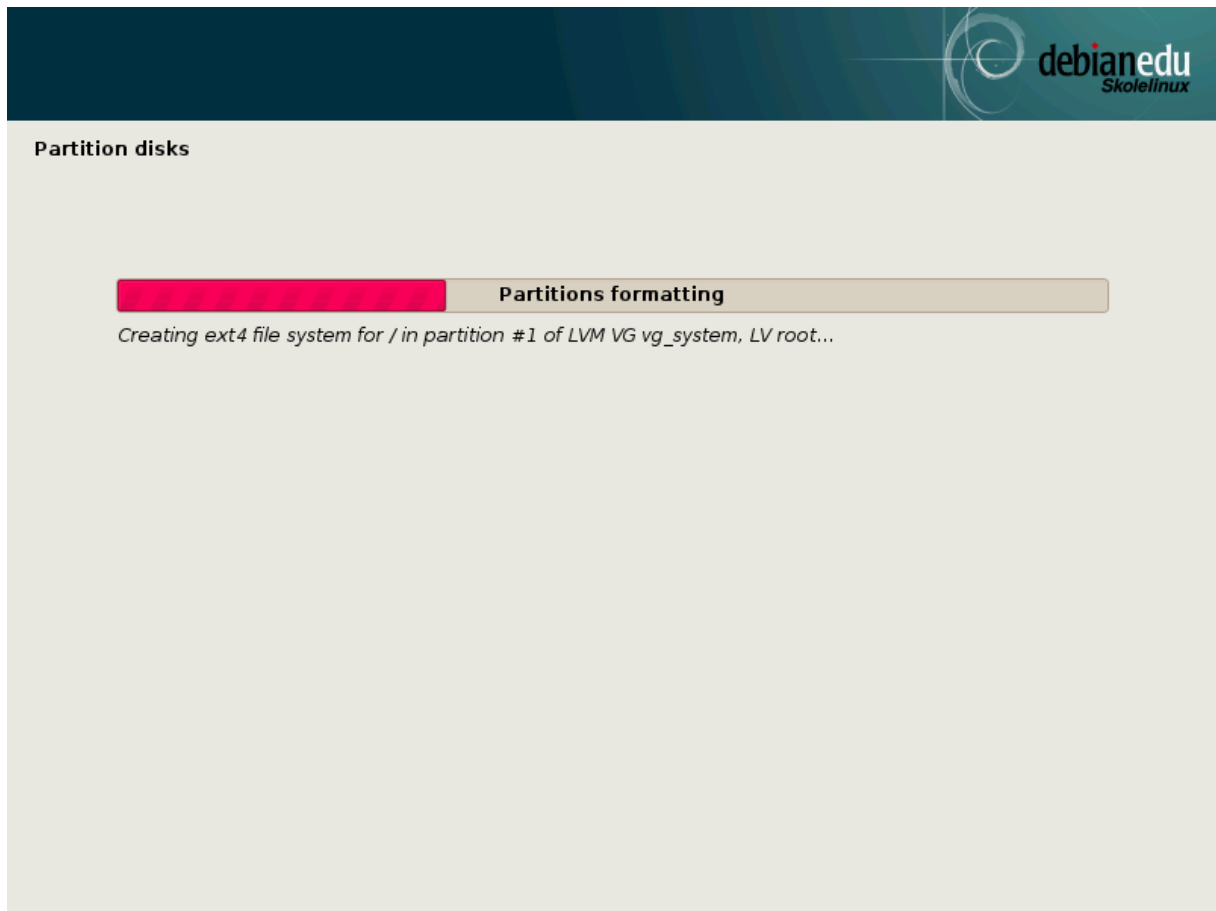 debianedu
Skolelinux
Partition disks
Partitions formatting
Creating ext4 file system for / in partition #1 of LVM VG vg_system, LV root...